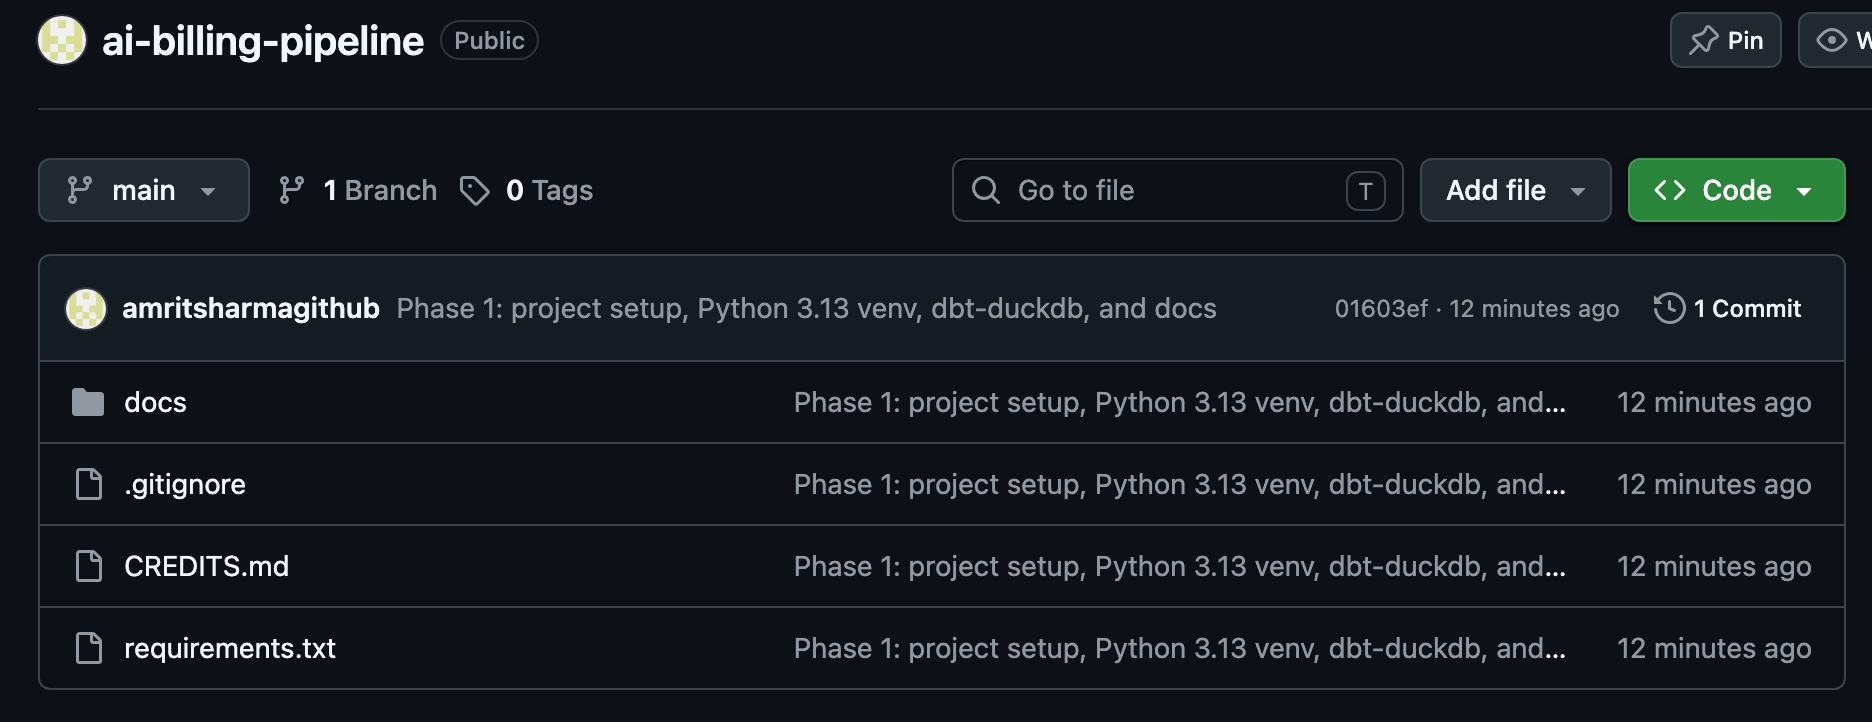 ai-billing-pipeline Public Pin W
main 1 Branch 0 Tags Go to file T Add file Code
amritsharmagithub Phase 1: project setup, Python 3.13 venv, dbt-duckdb, and docs 01603ef · 12 minutes ago 1 Commit
docs Phase 1: project setup, Python 3.13 venv, dbt-duckdb, and... 12 minutes ago
.gitignore Phase 1: project setup, Python 3.13 venv, dbt-duckdb, and... 12 minutes ago
CREDITS.md Phase 1: project setup, Python 3.13 venv, dbt-duckdb, and... 12 minutes ago
requirements.txt Phase 1: project setup, Python 3.13 venv, dbt-duckdb, and... 12 minutes ago